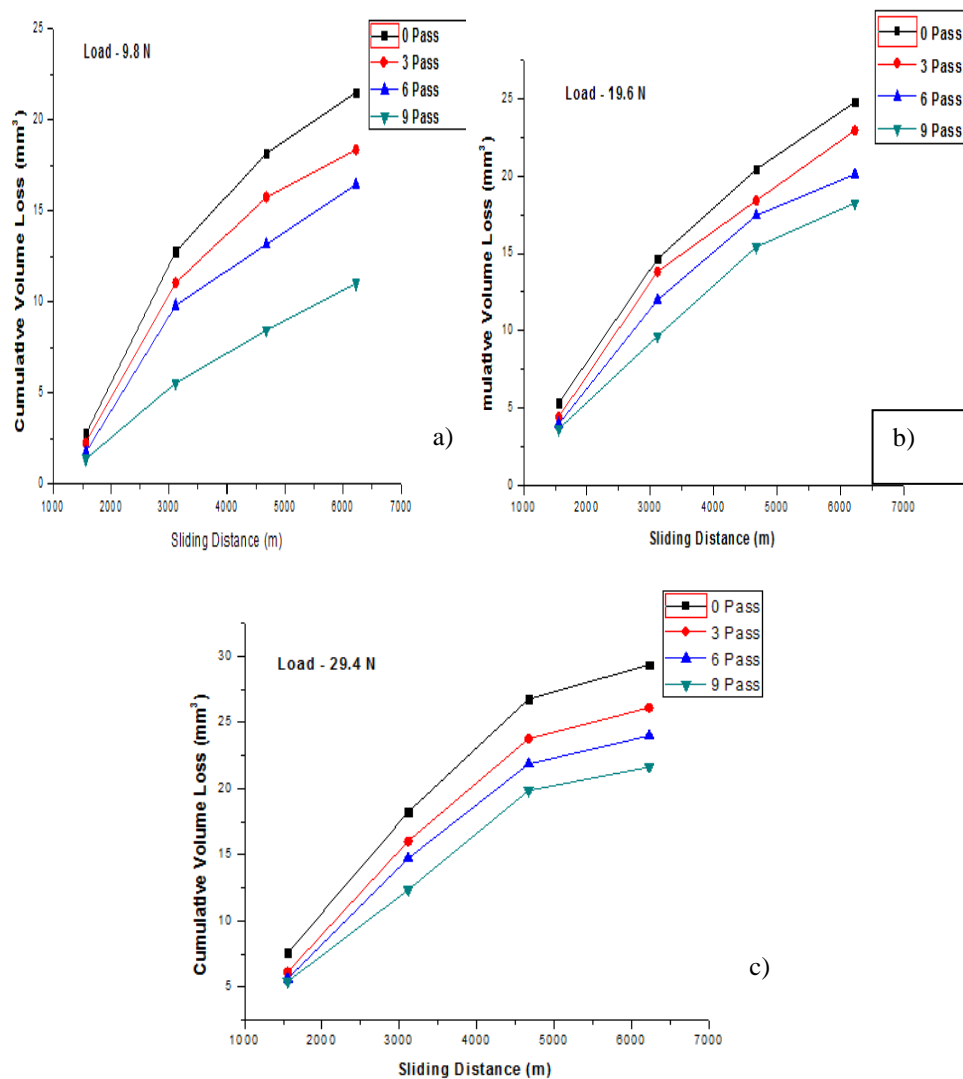 Load - 9.8 N
0 Pass
3 Pass
6 Pass
9 Pass
25
20
15
10
5
0
Cumulative Volume Loss (mm³)
1000 2000 3000 4000 5000 6000 7000
Sliding Distance (m)
a)
Load - 19.6 N
0 Pass
3 Pass
6 Pass
9 Pass
25
20
15
10
5
0
mulative Volume Loss (mm³)
1000 2000 3000 4000 5000 6000 7000
Sliding Distance (m)
b)
Load - 29.4 N
0 Pass
3 Pass
6 Pass
9 Pass
30
25
20
15
10
5
Cumulative Volume Loss (mm³)
1000 2000 3000 4000 5000 6000 7000
Sliding Distance (m)
c)